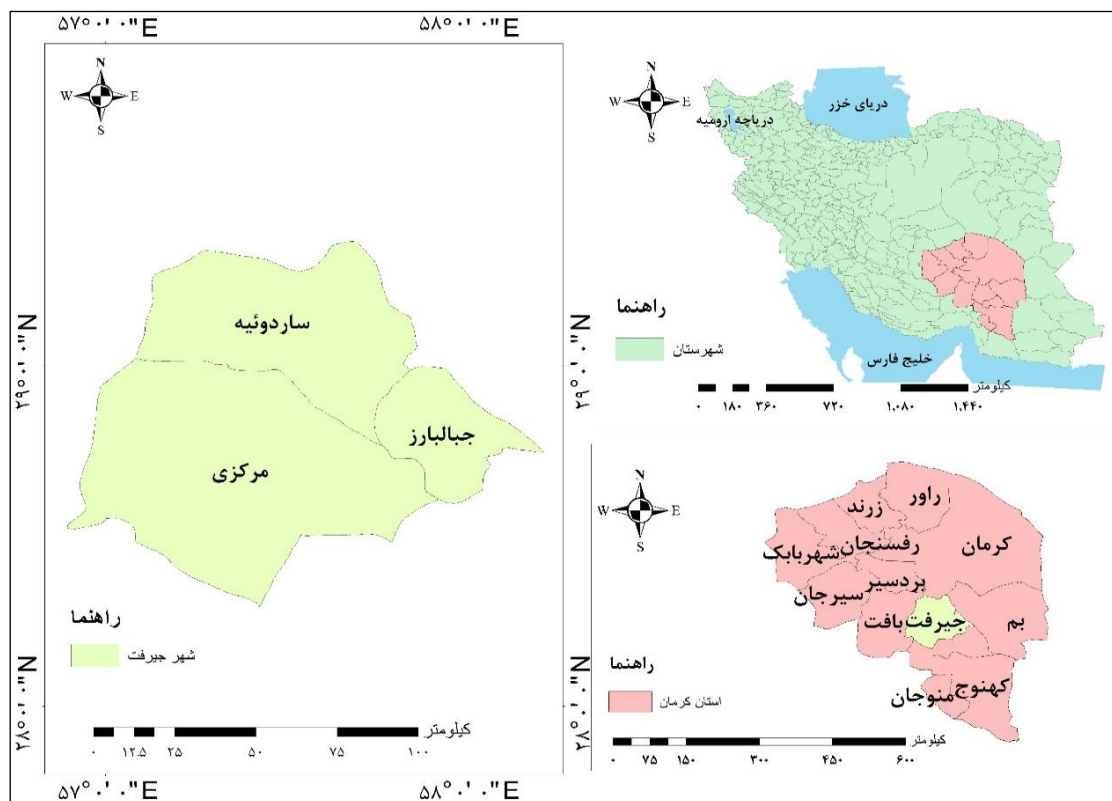 ۵۷°۰'۰"E
۵۸°۰'۰"E
N
W E
S
ساردوئیه
جبالبارز
مرکزی
۲۹°۰'۰"N
۲۹°۰'۰"N
۲۸°۰'۰"N
۲۸°۰'۰"N
راهنما
شهر جیرفت
کیلومتر
۰ ۱۲.۵ ۲۵ ۵۰ ۷۵ ۱۰۰
۵۷°۰'۰"E
۵۸°۰'۰"E
N
W E
S
دریای خزر
دریاچه ارومیه
خلیج فارس
راهنما
شهرستان
کیلومتر
۰ ۱۸۰ ۳۶۰ ۷۲۰ ۱،۰۸۰ ۱،۴۴۰
N
W E
S
راور
زرند
کرمان
رفسنجان
شهربابک
بردسیر
سیرجان
بافت
جیرفت
بم
کهنوج
منوجان
راهنما
استان کرمان
کیلومتر
۰ ۷۵ ۱۵۰ ۳۰۰ ۴۵۰ ۶۰۰